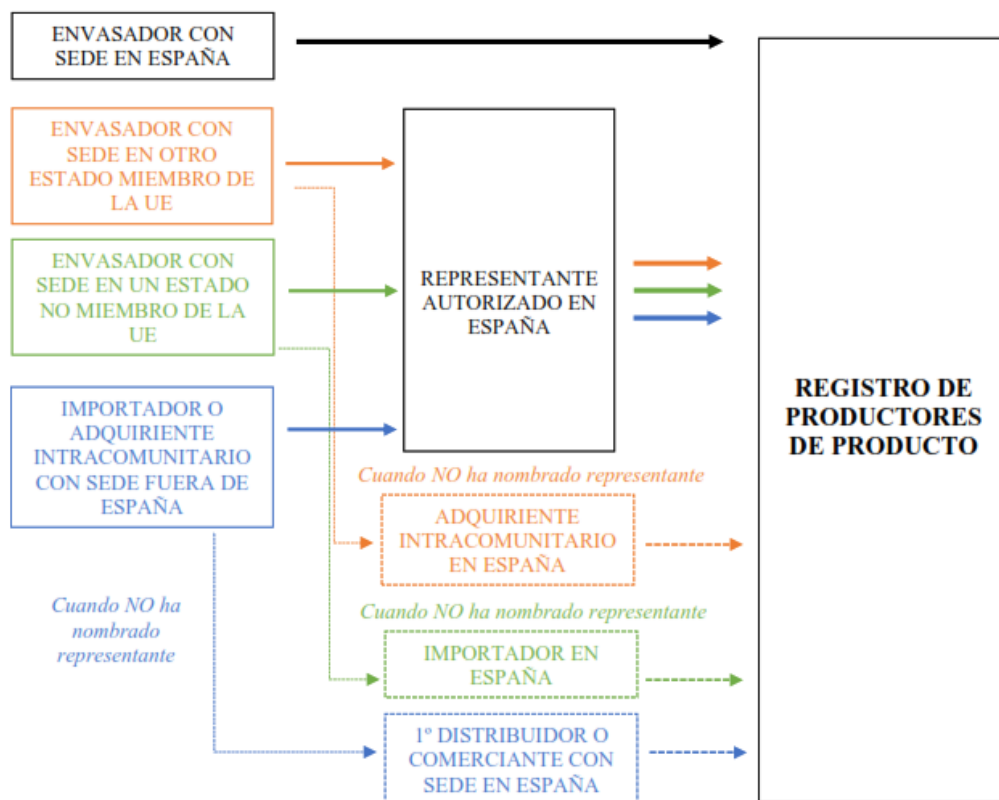 ENVASADOR CON
SEDE EN ESPAÑA
ENVASADOR CON
SEDE EN OTRO
ESTADO MIEMBRO DE
LA UE
ENVASADOR CON
SEDE EN UN ESTADO
NO MIEMBRO DE LA
UE
IMPORTADOR O
ADQUIRIENTE
INTRACOMUNITARIO
CON SEDE FUERA DE
ESPAÑA
Cuando NO ha
nombrado
representante
REPRESENTANTE
AUTORIZADO EN
ESPAÑA
Cuando NO ha nombrado representante
ADQUIRIENTE
INTRACOMUNITARIO
EN ESPAÑA
Cuando NO ha nombrado representante
IMPORTADOR EN
ESPAÑA
1º DISTRIBUIDOR O
COMERCIANTE CON
SEDE EN ESPAÑA
REGISTRO DE
PRODUCTORES
DE PRODUCTO